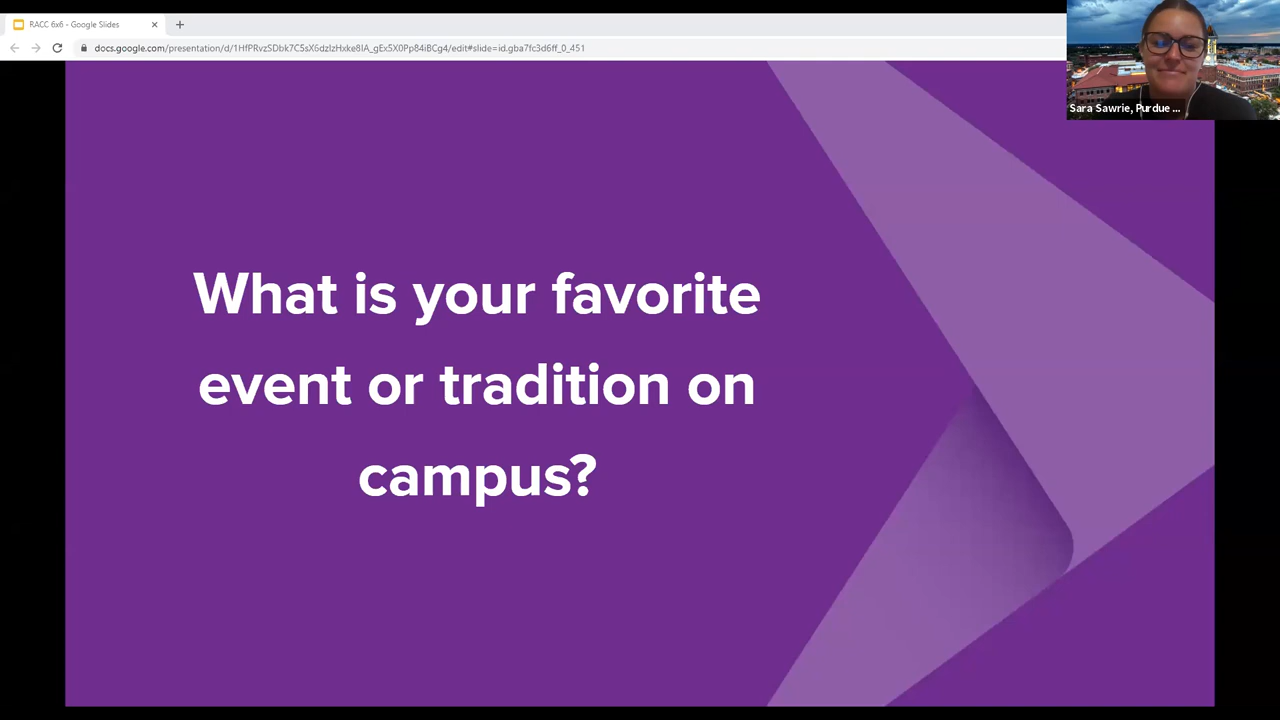 RACC 6x6 - Google Slides
docs.google.com/presentation/d/1HfPRvzSDbk7C5sX6dzlzHxke8IA_gEx5X0Pp84iBCg4/edit#slide=id.gba7fc3d6ff_0_451
Sara Sawrie, Purdue ...
What is your favorite
event or tradition on
campus?